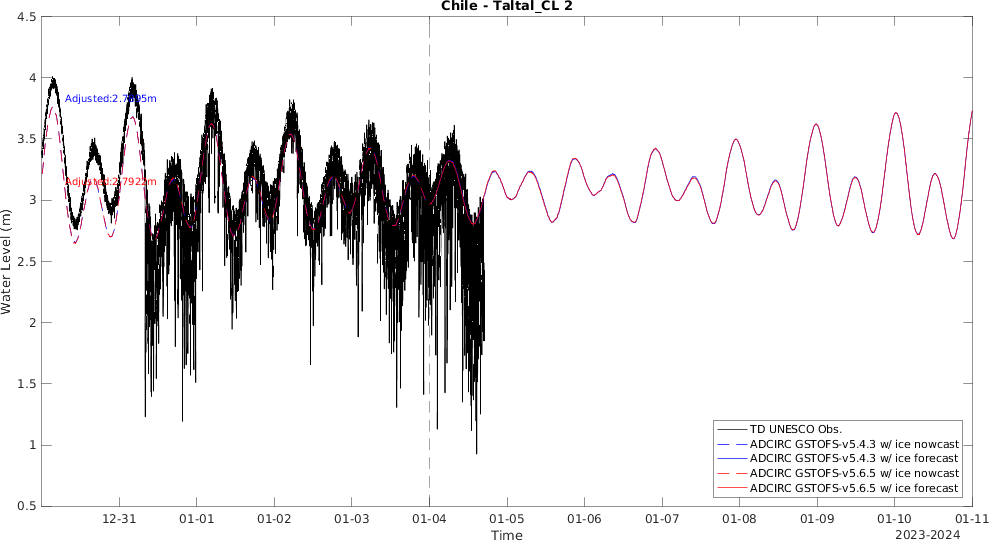 Chile - Taltal_CL 2
Water Level (m)
4.5
4
3.5
3
2.5
2
1.5
1
0.5
TD UNESCO Obs.
ADCIRC GSTOFS-v5.4.3 w/ ice nowcast
ADCIRC GSTOFS-v5.4.3 w/ ice forecast
ADCIRC GSTOFS-v5.6.5 w/ ice nowcast
ADCIRC GSTOFS-v5.6.5 w/ ice forecast
12-31 01-01 01-02 01-03 01-04 01-05 01-06 01-07 01-08 01-09 01-10 01-11
Time
2023-2024